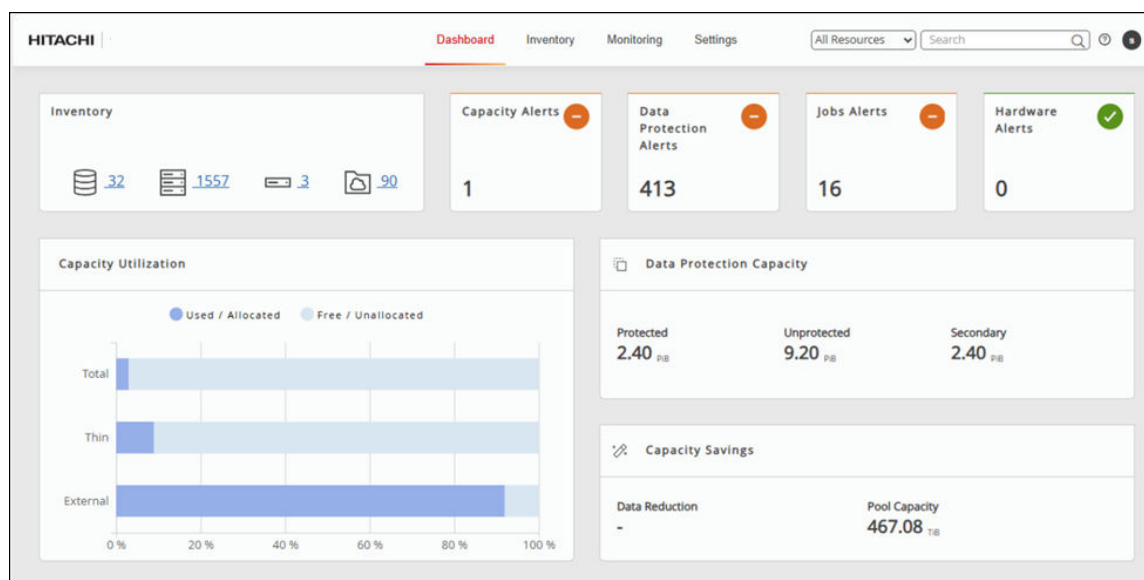 HITACHI
Dashboard Inventory Monitoring Settings
All Resources Search
Inventory
32 1557 3 90
Capacity Alerts
1
Data
Protection
Alerts
413
Jobs Alerts
16
Hardware
Alerts
0
Capacity Utilization
Used / Allocated Free / Unallocated
Total
Thin
External
0 % 20 % 40 % 60 % 80 % 100 %
Data Protection Capacity
Protected Unprotected Secondary
2.40 PiB 9.20 PiB 2.40 PiB
Capacity Savings
Data Reduction Pool Capacity
- 467.08 TiB